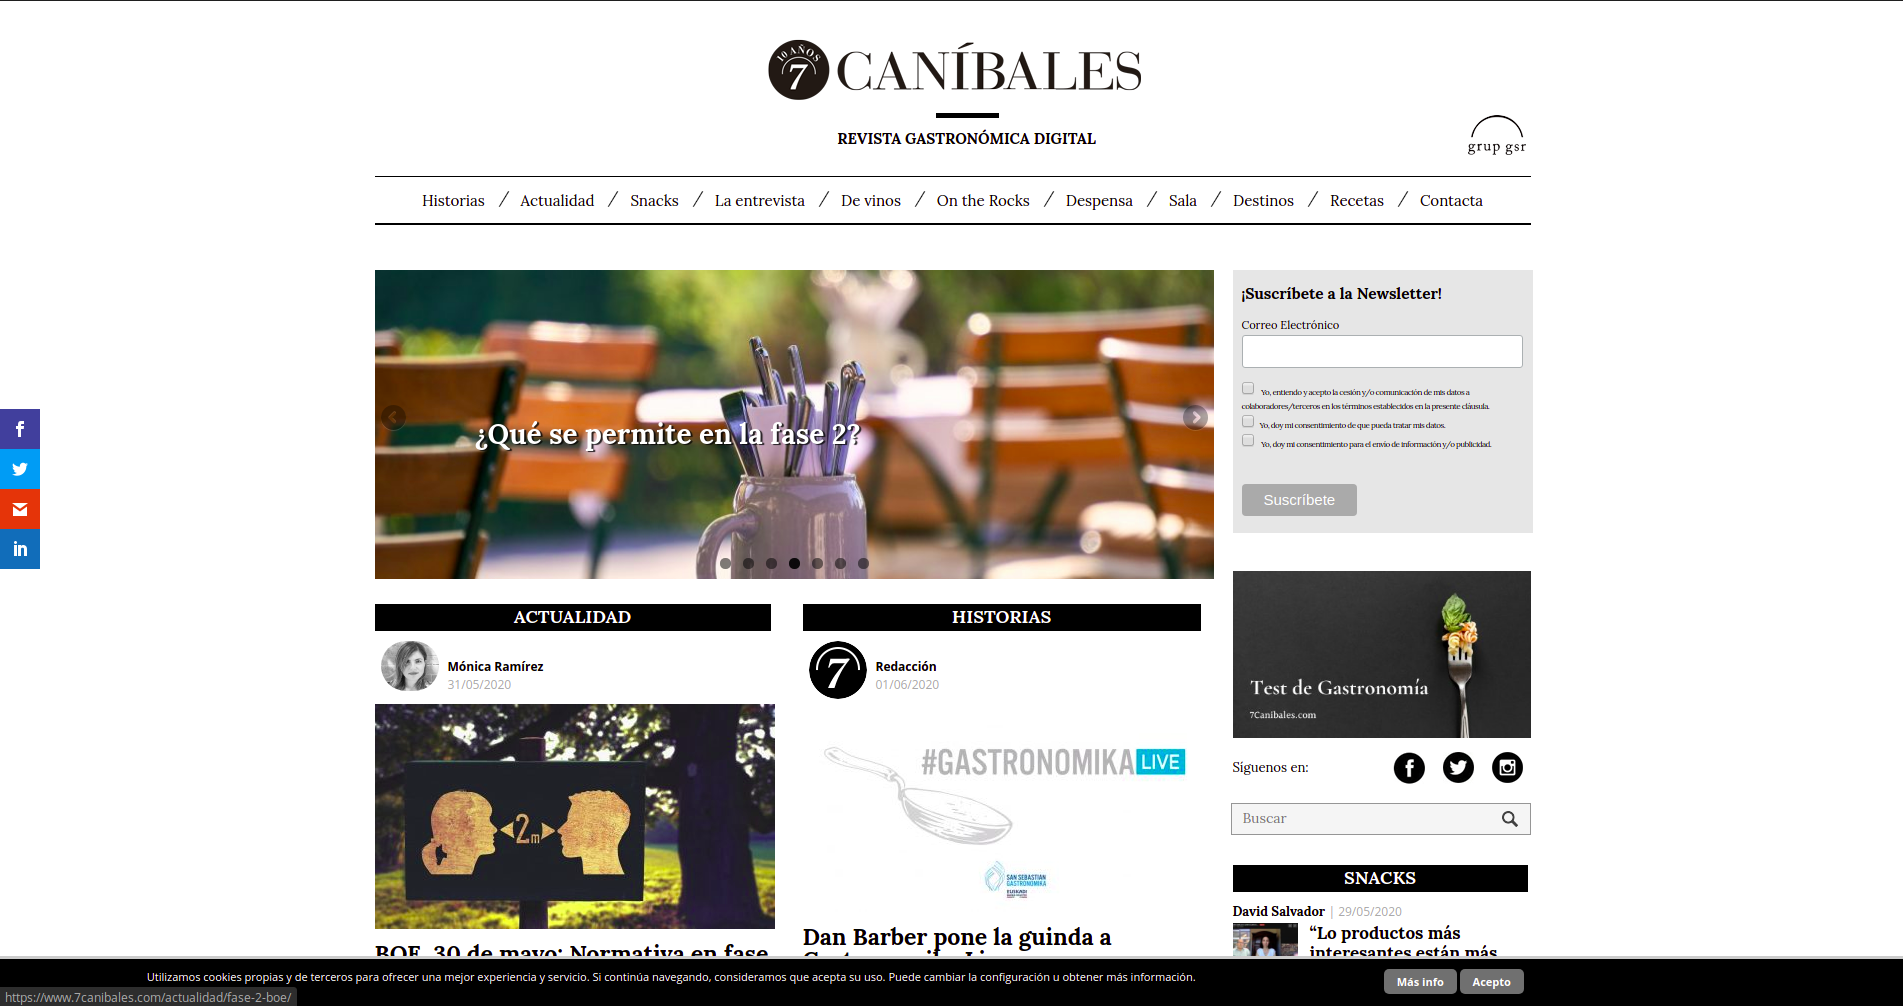 10 AÑOS
7 CANÍBALES
REVISTA GASTRONÓMICA DIGITAL
grup gsr
Historias / Actualidad / Snacks / La entrevista / De vinos / On the Rocks / Despensa / Sala / Destinos / Recetas / Contacta
¿Qué se permite en la fase 2?
¡Suscríbete a la Newsletter!
Correo Electrónico
Yo, entiendo y acepto la cesión y/o comunicación de mis datos a
colaboradores/terceros en los términos establecidos en la presente cláusula.
Yo, doy mi consentimiento de que pueda tratar mis datos.
Yo, doy mi consentimiento para el envío de información y/o publicidad.
Suscríbete
ACTUALIDAD
Mónica Ramírez
31/05/2020
2m
BOE, 30 de mayo: Normativa en fase
HISTORIAS
7
Redacción
01/06/2020
#GASTRONOMIKA LIVE
SAN SEBASTIAN
GASTRONOMIKA
EUSKADI
Dan Barber pone la guinda a
Test de Gastronomía
7Canibales.com
Síguenos en:
Buscar
SNACKS
David Salvador | 29/05/2020
“Lo productos más
interesantes están más
Utilizamos cookies propias y de terceros para ofrecer una mejor experiencia y servicio. Si continúa navegando, consideramos que acepta su uso. Puede cambiar la configuración u obtener más información.
Más info
Acepto
https://www.7canibales.com/actualidad/fase-2-boe/